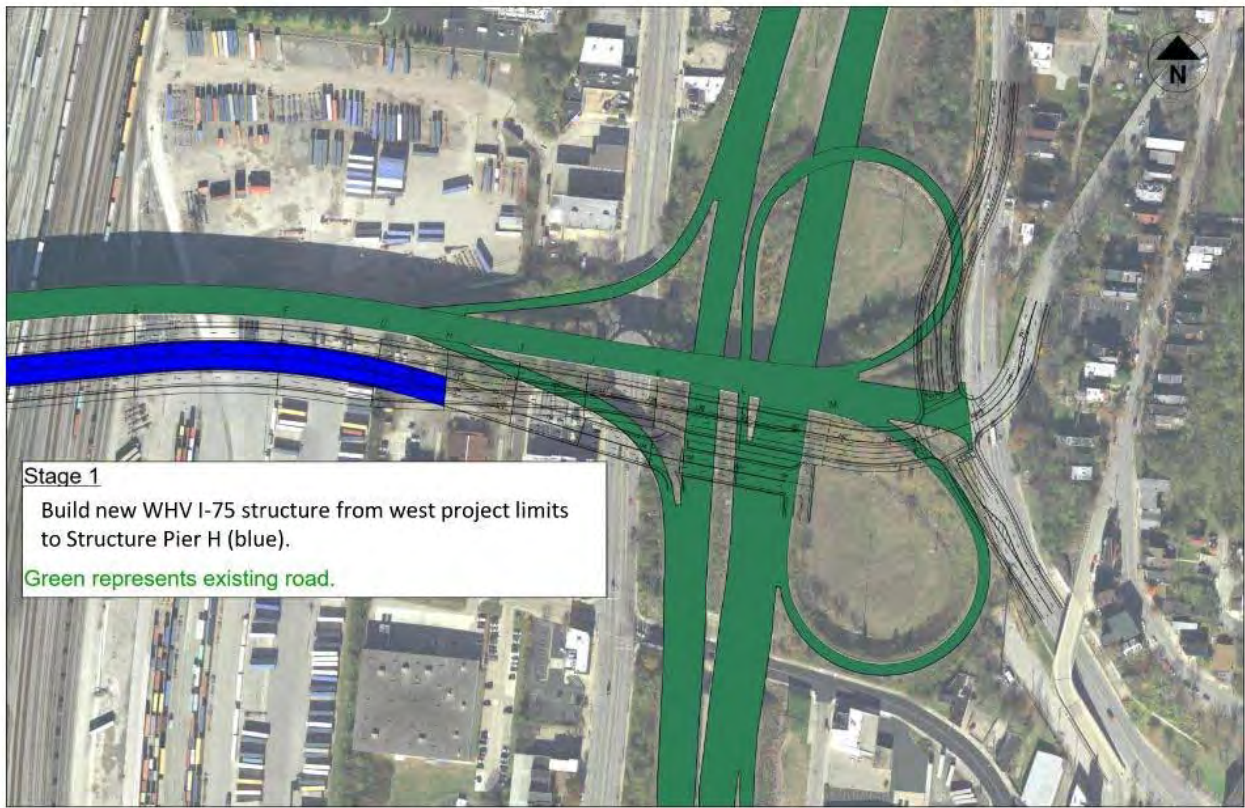 N
Stage 1
Build new WHV I-75 structure from west project limits
to Structure Pier H (blue).
Green represents existing road.
H
M